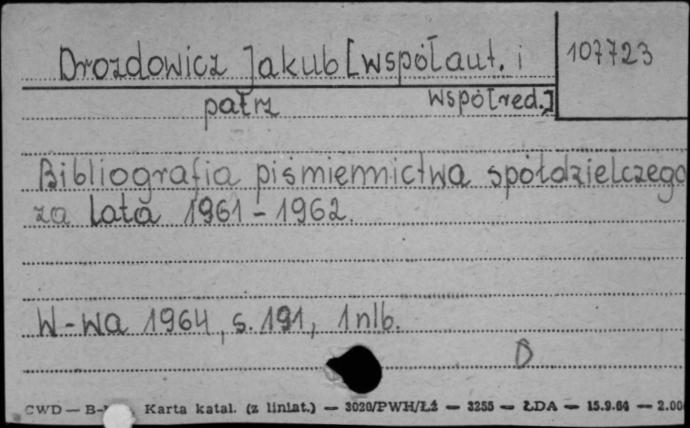 Drozdowicz Jakub [współaut. i 107723
patrz współred.]
Bibliografia piśmiennictwa spółdzielczego
za lata 1961-1962.
W-wa 1964, s. 191, 1 nlb.
D
CWD — B- Karta katal. (z liniat.) — 3020/PWH/Łź — 3255 — ŁDA — 15.9.64 — 2.00